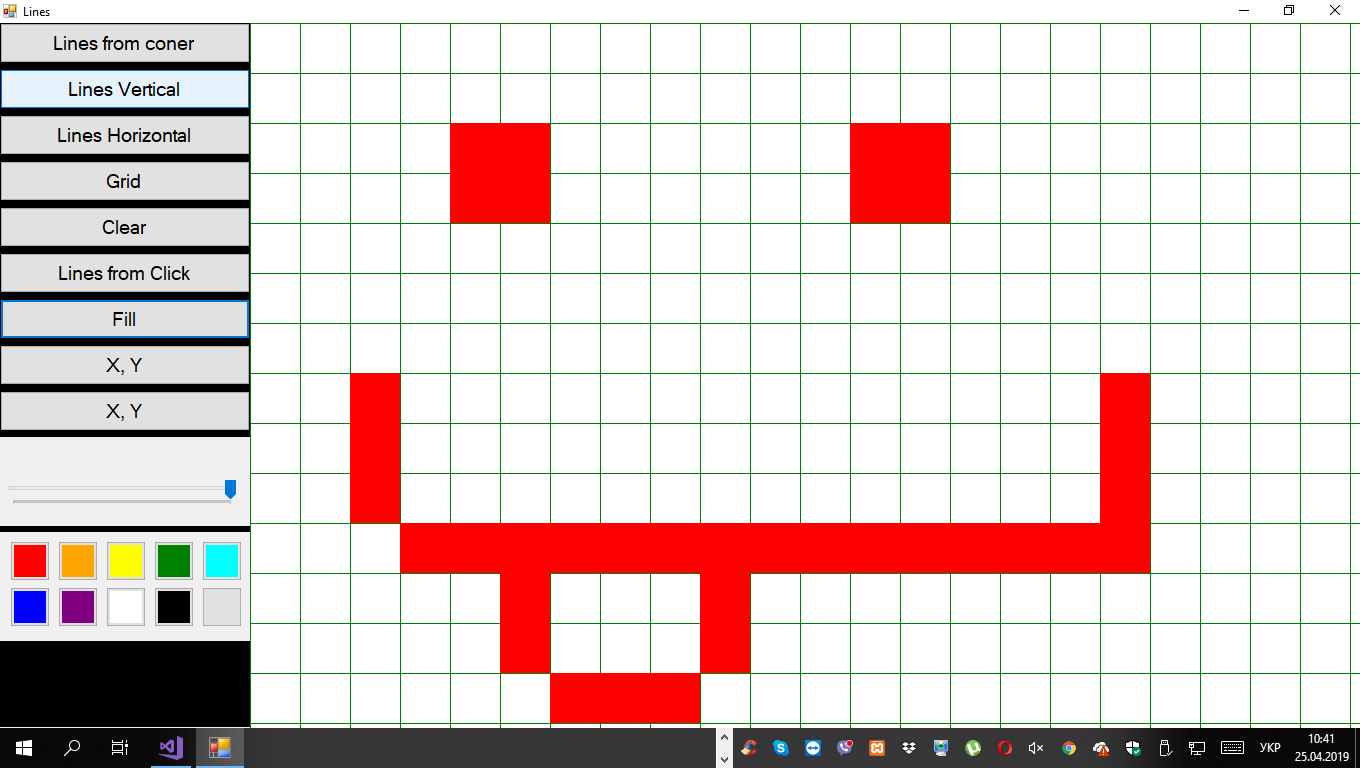 Lines
Lines from coner
Lines Vertical
Lines Horizontal
Grid
Clear
Lines from Click
Fill
X, Y
X, Y
УКР
10:41
25.04.2019